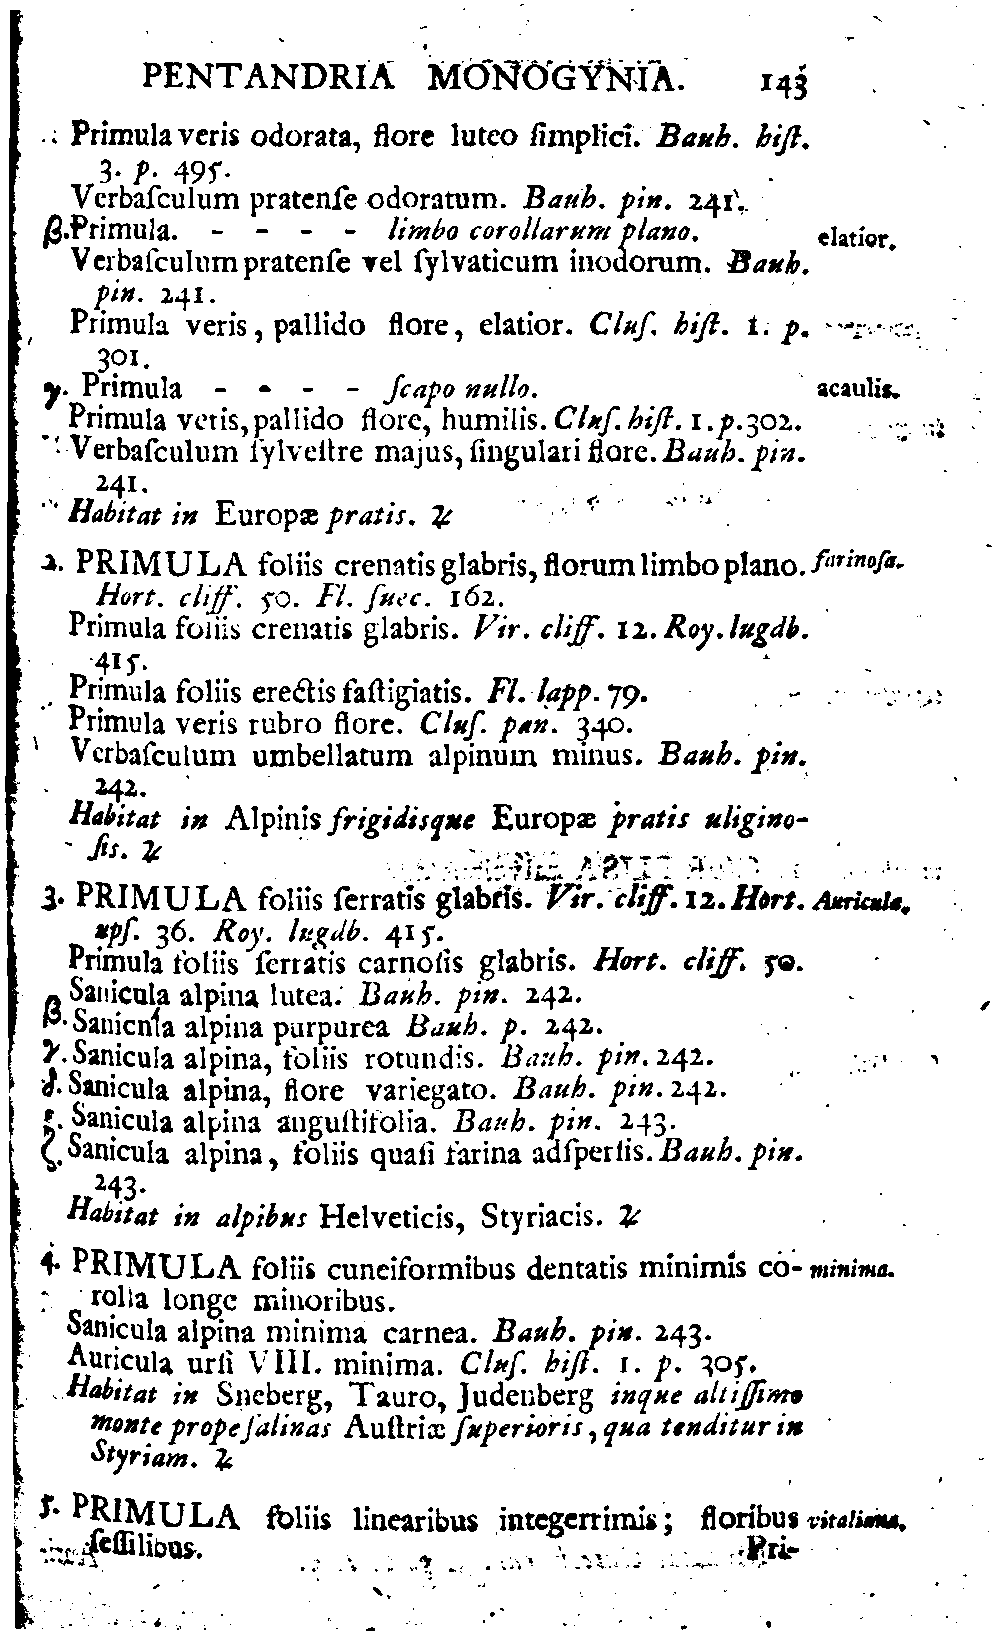 PENTANDRIA MONOGYNIA. 143
Primula veris odorata, flore luteo ſimplici. Bauh. hiſt.
3. p. 495.
Verbaſculum pratenſe odoratum. Bauh. pin. 241.
β. Primula. - - - - limbo corollarum plano. elatior.
Verbaſculum pratenſe vel ſylvaticum inodorum. Bauh.
pin. 241.
Primula veris, pallido flore, elatior. Cluſ. hiſt. 1. p.
301.
γ. Primula - - - - ſcapo nullo. acaulis.
Primula veris, pallido flore, humilis. Cluſ. hiſt. 1. p. 302.
Verbaſculum ſylveſtre majus, ſingulari flore. Bauh. pin.
241.
Habitat in Europæ pratis. ♃
2. PRIMULA foliis crenatis glabris, florum limbo plano. farinoſa.
Hort. cliff. 50. Fl. ſuec. 162.
Primula foliis crenatis glabris. Vir. cliff. 12. Roy. lugdb.
415.
Primula foliis erectis faſtigiatis. Fl. lapp. 79.
Primula veris rubro flore. Cluſ. pan. 340.
Verbaſculum umbellatum alpinum minus. Bauh. pin.
242.
Habitat in Alpinis frigidisque Europæ pratis uligino-
ſis. ♃
3. PRIMULA foliis ſerratis glabris. Vir. cliff. 12. Hort. Auricula.
upſ. 36. Roy. lugdb. 415.
Primula foliis ſerratis carnoſis glabris. Hort. cliff. 50.
Sanicula alpina lutea. Bauh. pin. 242.
β. Sanicula alpina purpurea Bauh. p. 242.
γ. Sanicula alpina, foliis rotundis. Bauh. pin. 242.
δ. Sanicula alpina, flore variegato. Bauh. pin. 242.
ε. Sanicula alpina anguſtifolia. Bauh. pin. 243.
ζ. Sanicula alpina, foliis quaſi farina adſperſis. Bauh. pin.
243.
Habitat in alpibus Helveticis, Styriacis. ♃
4. PRIMULA foliis cuneiformibus dentatis minimis co- minima.
rolla longe minoribus.
Sanicula alpina minima carnea. Bauh. pin. 243.
Auricula urſi VIII. minima. Cluſ. hiſt. 1. p. 305.
Habitat in Sneberg, Tauro, Judenberg inque altiſſimo
monte prope ſalinas Auſtriæ ſuperioris, qua tenditur in
Styriam. ♃
5. PRIMULA foliis linearibus integerrimis; floribus vitaliana.
ſeſſilibus. Pri-